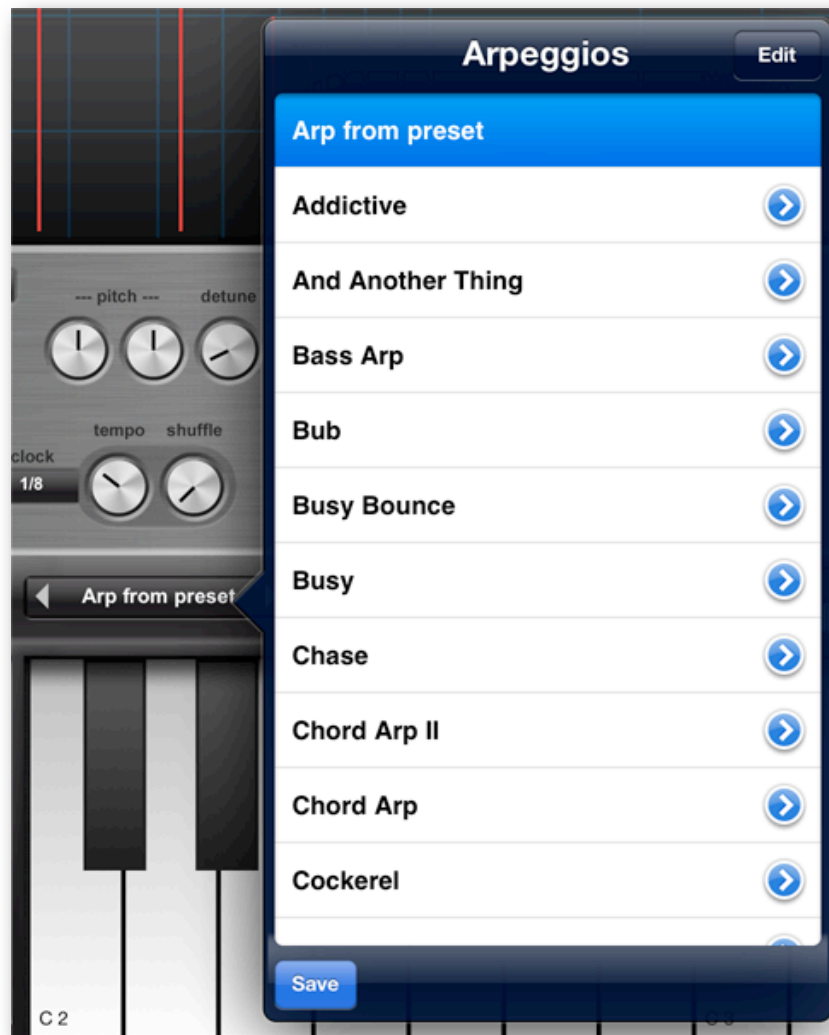 Arpeggios
Edit
Arp from preset
Addictive
And Another Thing
Bass Arp
Bub
Busy Bounce
Busy
Chase
Chord Arp II
Chord Arp
Cockerel
Save
--- pitch ---
detune
tempo
shuffle
clock
1/8
Arp from preset
C 2
C 3